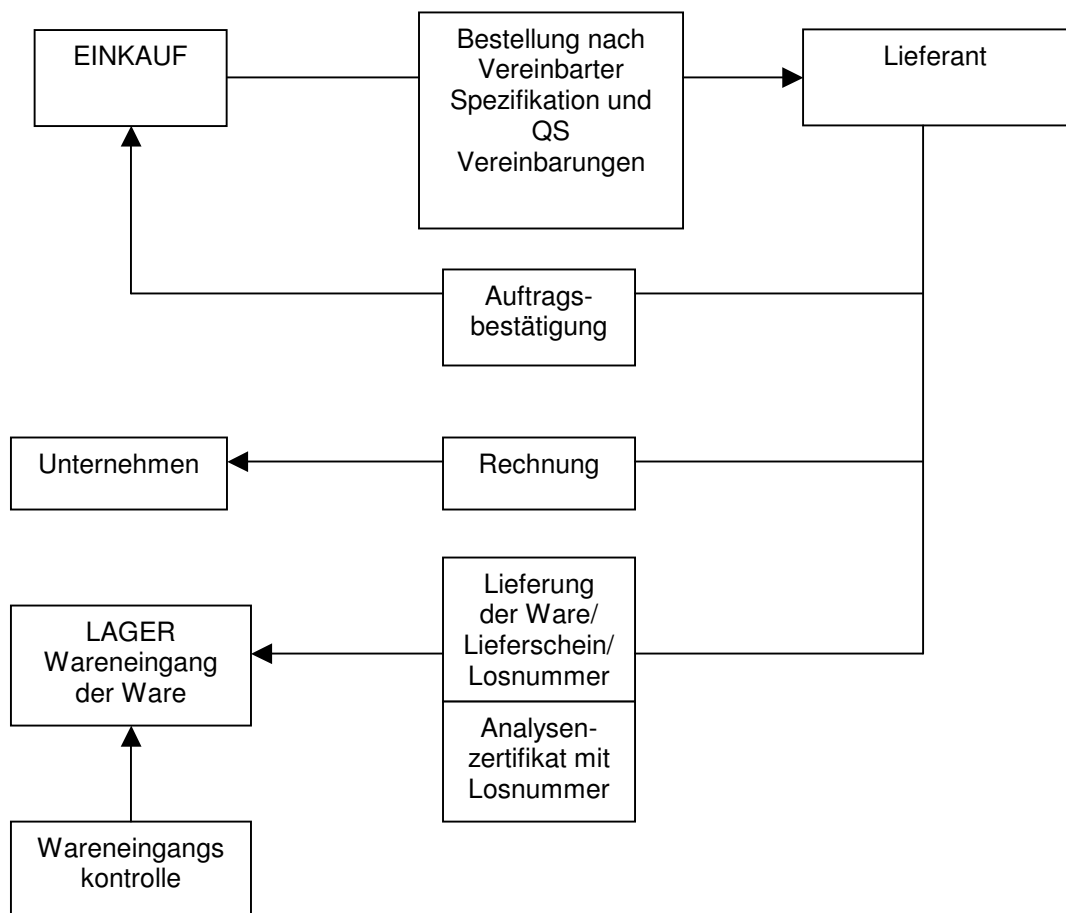 EINKAUF
Bestellung nach
Vereinbarter
Spezifikation und
QS
Vereinbarungen
Lieferant
Auftrags-
bestätigung
Unternehmen
Rechnung
Lieferung
der Ware/
Lieferschein/
Losnummer
LAGER
Wareneingang
der Ware
Analysen-
zertifikat mit
Losnummer
Wareneingangs
kontrolle